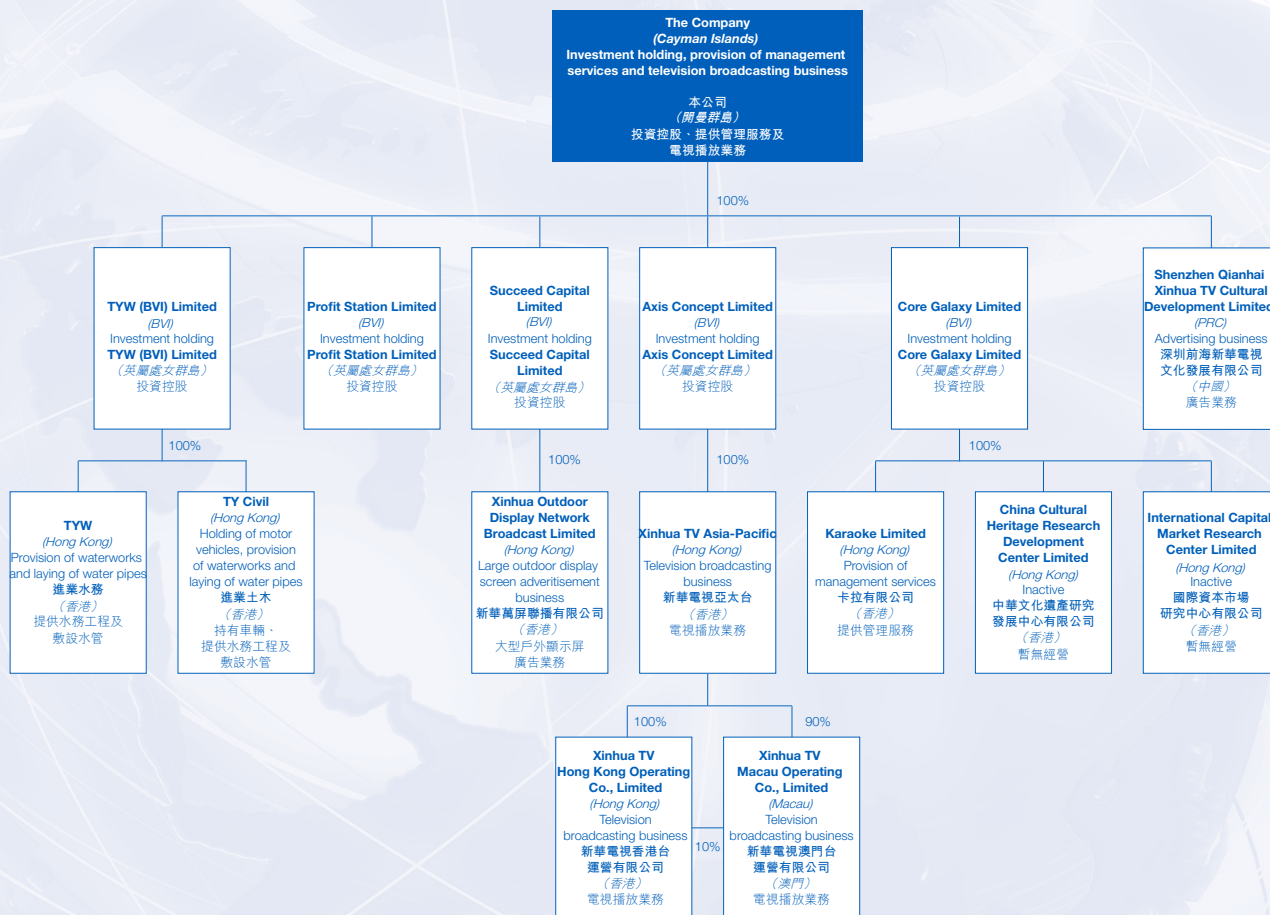 The Company
(Cayman Islands)
Investment holding, provision of management
services and television broadcasting business
本公司
（開曼群島）
投資控股、提供管理服務及
電視播放業務
100%
TYW (BVI) Limited
(BVI)
Investment holding
TYW (BVI) Limited
（英屬處女群島）
投資控股
Profit Station Limited
(BVI)
Investment holding
Profit Station Limited
（英屬處女群島）
投資控股
Succeed Capital
Limited
(BVI)
Investment holding
Succeed Capital
Limited
（英屬處女群島）
投資控股
Axis Concept Limited
(BVI)
Investment holding
Axis Concept Limited
（英屬處女群島）
投資控股
Core Galaxy Limited
(BVI)
Investment holding
Core Galaxy Limited
（英屬處女群島）
投資控股
Shenzhen Qianhai
Xinhua TV Cultural
Development Limited
(PRC)
Advertising business
深圳前海新華電視
文化發展有限公司
（中國）
廣告業務
100%
100%
100%
100%
TYW
(Hong Kong)
Provision of waterworks
and laying of water pipes
進業水務
（香港）
提供水務工程及
敷設水管
TY Civil
(Hong Kong)
Holding of motor
vehicles, provision
of waterworks and
laying of water pipes
進業土木
（香港）
持有車輛、
提供水務工程及
敷設水管
Xinhua Outdoor
Display Network
Broadcast Limited
(Hong Kong)
Large outdoor display
screen adveritisement
business
新華萬屏聯播有限公司
（香港）
大型戶外顯示屏
廣告業務
Xinhua TV Asia-Pacific
(Hong Kong)
Television broadcasting
business
新華電視亞太台
（香港）
電視播放業務
Karaoke Limited
(Hong Kong)
Provision of
management services
卡拉有限公司
（香港）
提供管理服務
China Cultural
Heritage Research
Development
Center Limited
(Hong Kong)
Inactive
中華文化遺產研究
發展中心有限公司
（香港）
暫無經營
International Capital
Market Research
Center Limited
(Hong Kong)
Inactive
國際資本市場
研究中心有限公司
（香港）
暫無經營
100%
90%
Xinhua TV
Hong Kong Operating
Co., Limited
(Hong Kong)
Television
broadcasting business
新華電視香港台
運營有限公司
（香港）
電視播放業務
10%
Xinhua TV
Macau Operating
Co., Limited
(Macau)
Television
broadcasting business
新華電視澳門台
運營有限公司
（澳門）
電視播放業務